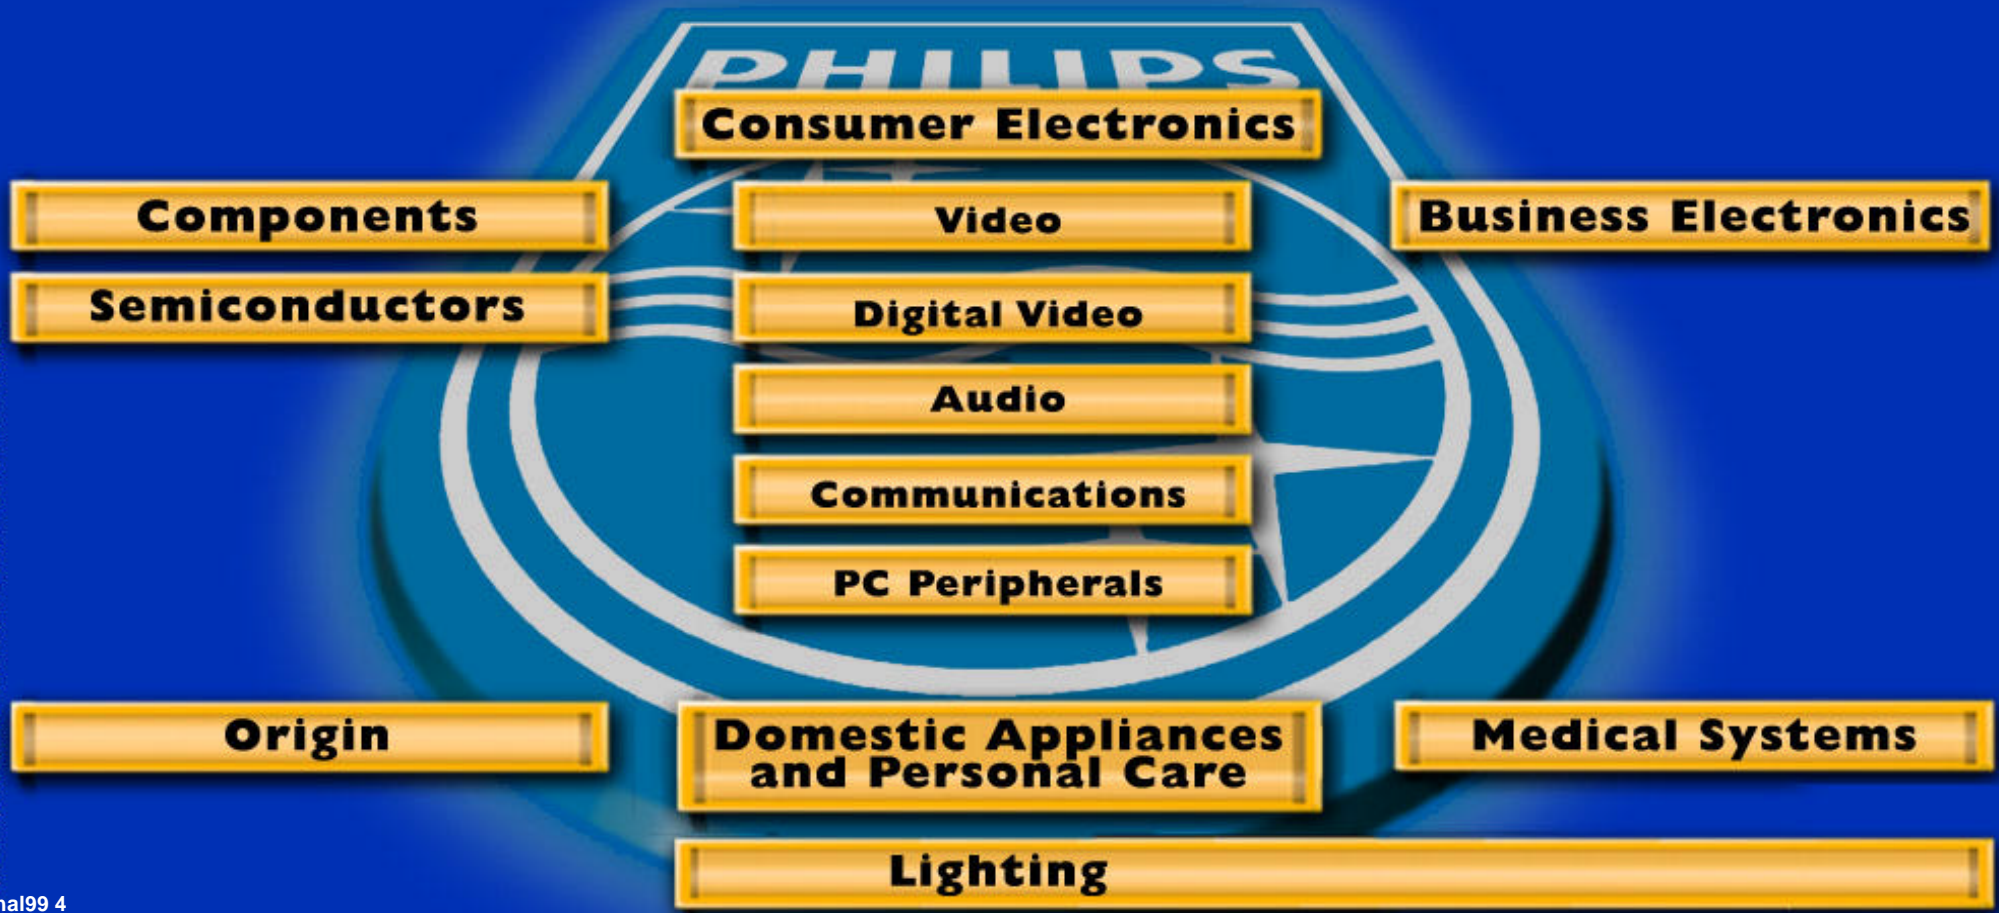 PHILIPS
Consumer Electronics
Components
Video
Business Electronics
Semiconductors
Digital Video
Audio
Communications
PC Peripherals
Origin
Domestic Appliances
and Personal Care
Medical Systems
Lighting
4